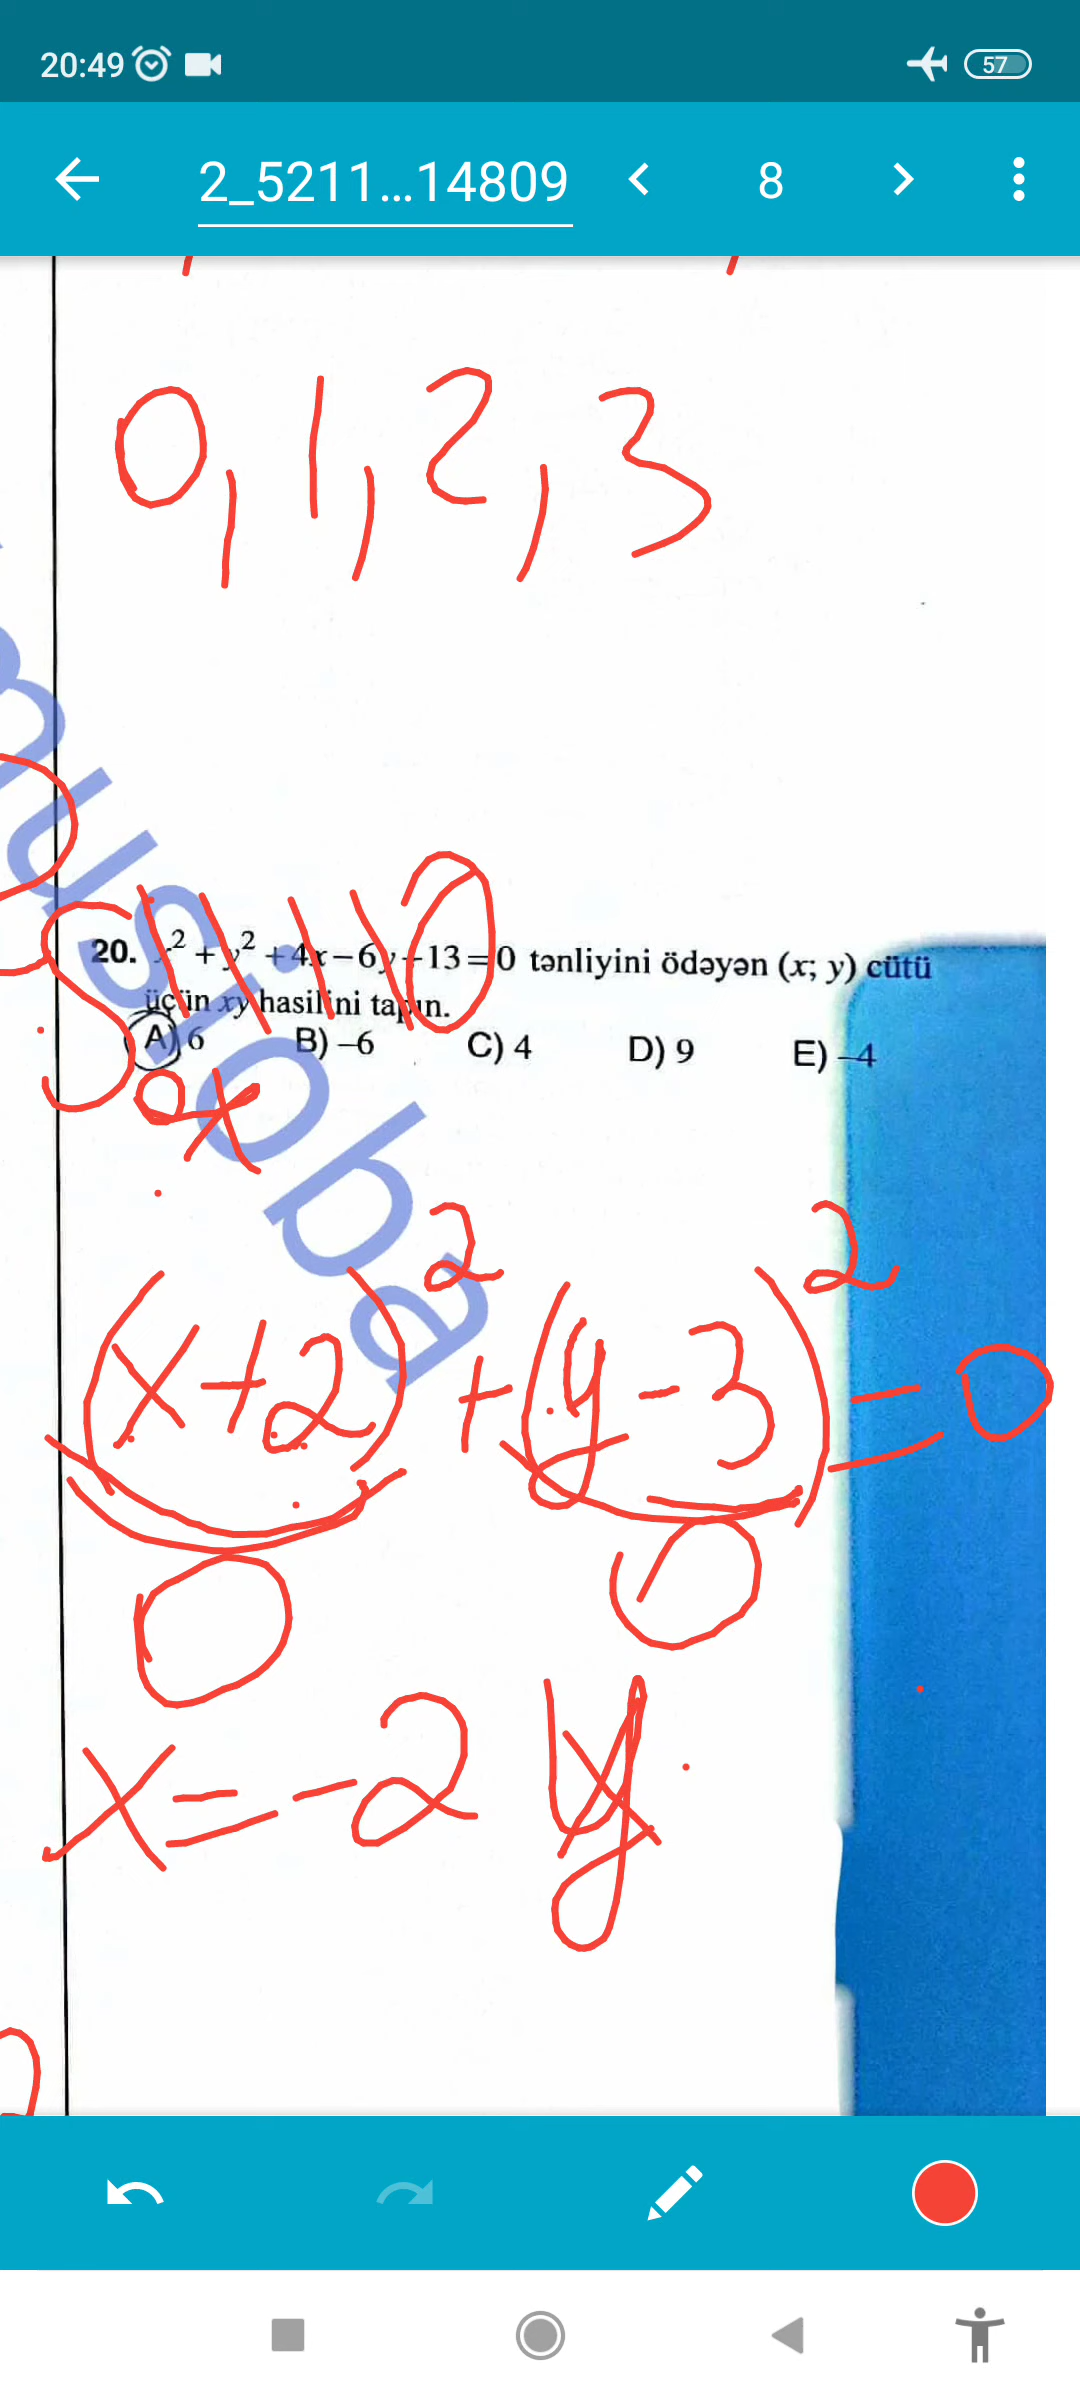 20:49 57
2_5211...14809 < 8 >
0, 1, 2, 3
20. x² + y² + 4x − 6y + 13 = 0 tənliyini ödəyən (x; y) cütü
üçün xy hasilini tapın.
A) 6 B) −6 C) 4 D) 9 E) −4
(x+2)² + (y−3)² = 0
0 0
x = −2 y